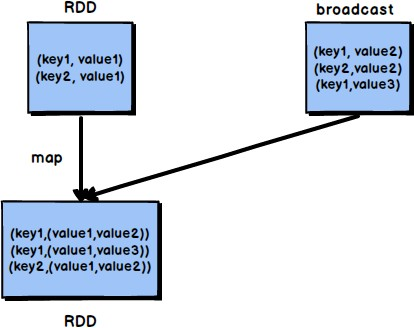 RDD
broadcast
(key1, value1)
(key2, value1)
(key1, value2)
(key2,value2)
(key1,value3)
map
(key1,(value1,value2))
(key1,(value1,value3))
(key2,(value1,value2))
RDD